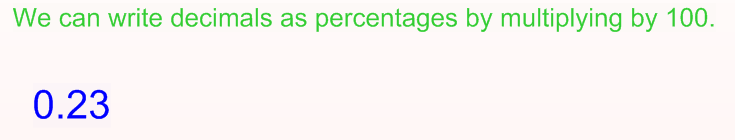 We can write decimals as percentages by multiplying by 100.
0.23